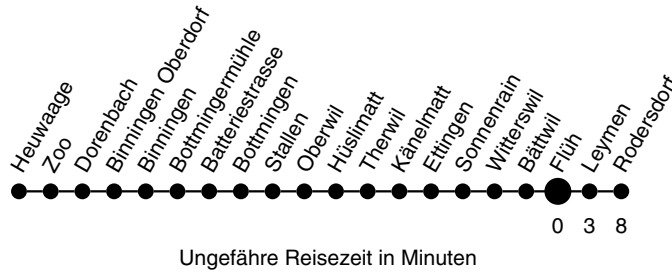 Heuwaage
Zoo
Dorenbach
Binningen Oberdorf
Binningen
Bottmingermühle
Batteriestrasse
Bottmingen
Stallen
Oberwil
Hüslimatt
Therwil
Känelmatt
Ettingen
Sonnenrain
Witterswil
Bättwil
Flüh
Leymen
Rodersdorf
0 3 8
Ungefähre Reisezeit in Minuten